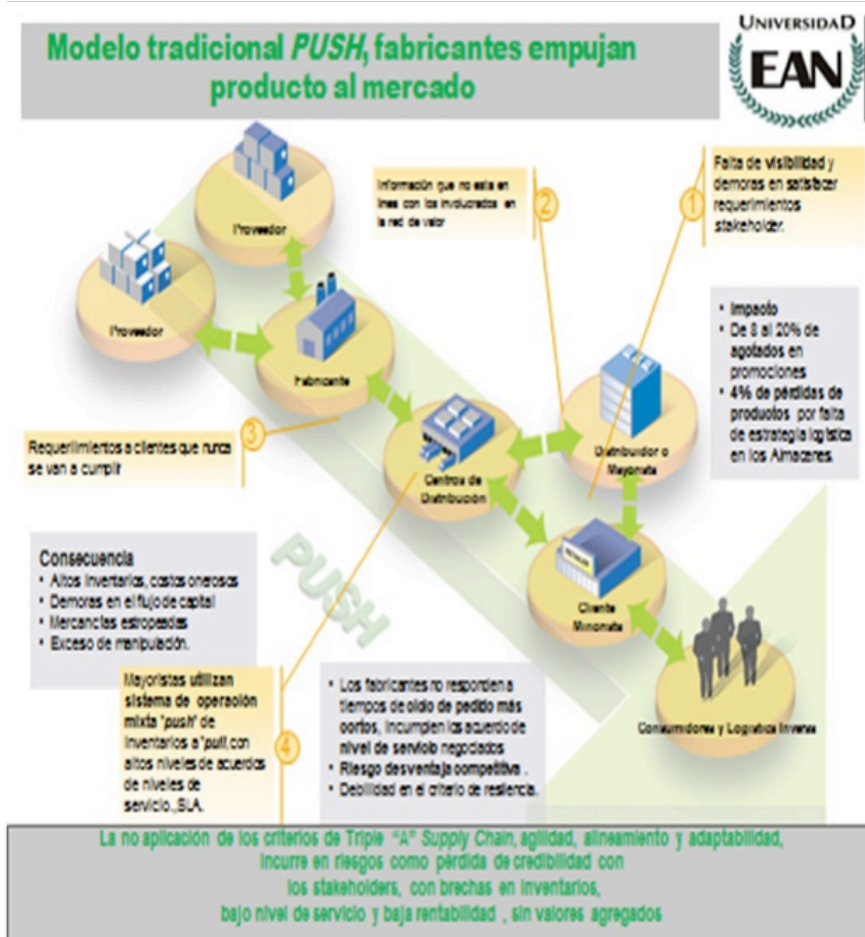 Modelo tradicional PUSH, fabricantes empujan
producto al mercado
UNIVERSIDAD
EAN
Proveedor
Información que no esta en
linea con los involucrados en
la red de valor
2
1
Falta de visibilidad y
demoras en satisfacer
requerimientos
stakeholder.
Proveedor
Fabricante
• Impacto
• De 8 al 20% de
agotados en
promociones
• 4% de pérdidas de
productos por falta
de estrategia logística
en los Almacenes.
3
Requerimientos a clientes que nunca
se van a cumplir
Centros de
Distribución
Distribuidor o
Mayorista
PUSH
Consecuencia
• Altos inventarios, costos onerosos
• Demoras en el flujo de capital
• Mercancías estropeadas
• Exceso de manipulación.
Cliente
Minorista
Mayoristas utilizan
sistema de operación
mixta "push" de
inventarios a "pull, con
altos niveles de acuerdos
de niveles de
servicio.,SLA.
4
• Los fabricantes no responden a
tiempos de ciclo de pedido más
cortos, incumplen los acuerdo de
nivel de servicio negociados
• Riesgo desventaja competitiva .
• Debilidad en el criterio de resiliencia.
Consumidores y Logística Inversa
La no aplicación de los criterios de Triple "A" Supply Chain, agilidad, alineamiento y adaptabilidad,
incurre en riesgos como pérdida de credibilidad con
los stakeholders, con brechas en inventarios,
bajo nivel de servicio y baja rentabilidad , sin valores agregados